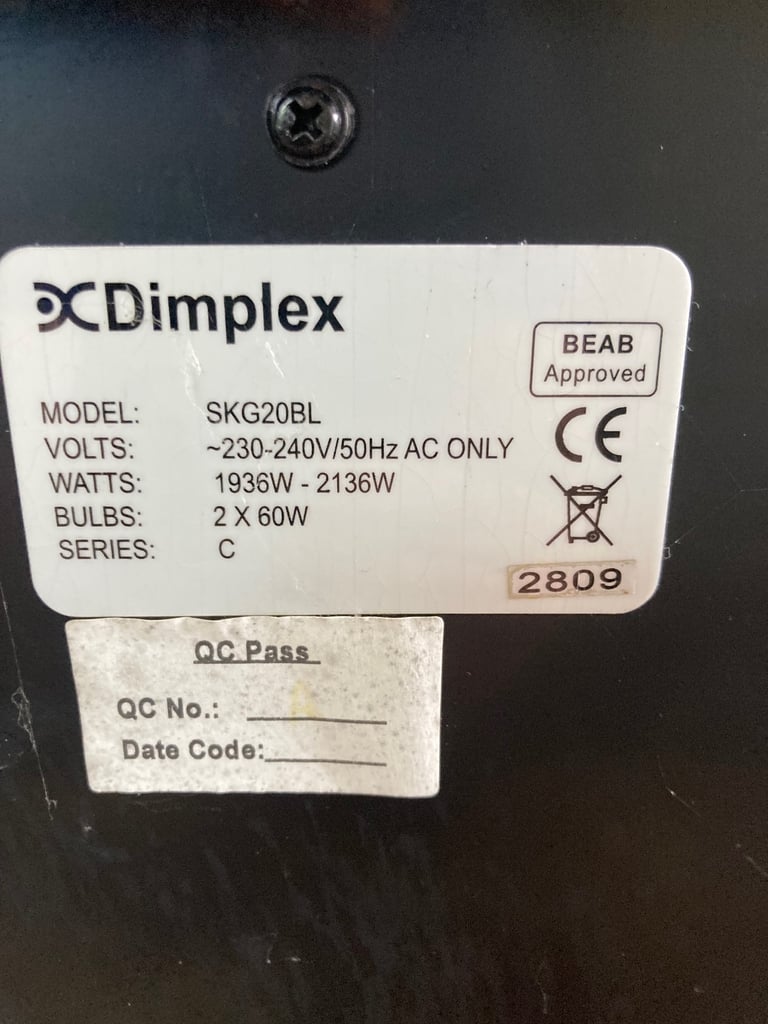 Dimplex
BEAB
Approved
MODEL: SKG20BL
VOLTS: ~230-240V/50Hz AC ONLY
WATTS: 1936W - 2136W
BULBS: 2 X 60W
SERIES: C
CE
2809
QC Pass
QC No.:
Date Code: